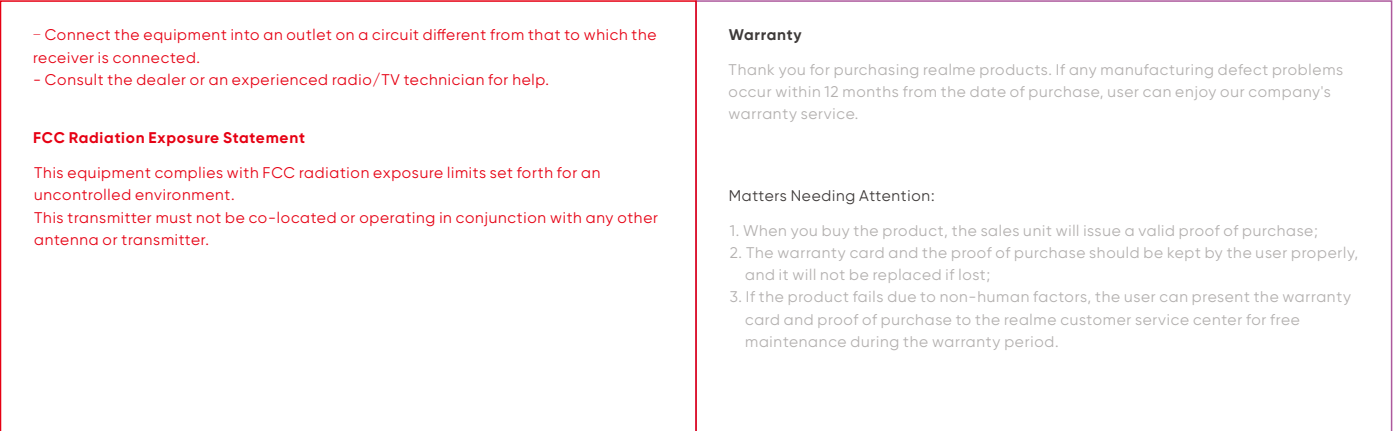 - Connect the equipment into an outlet on a circuit different from that to which the
receiver is connected.
- Consult the dealer or an experienced radio/TV technician for help.
FCC Radiation Exposure Statement
This equipment complies with FCC radiation exposure limits set forth for an
uncontrolled environment.
This transmitter must not be co-located or operating in conjunction with any other
antenna or transmitter.
Warranty
Thank you for purchasing realme products. If any manufacturing defect problems
occur within 12 months from the date of purchase, user can enjoy our company's
warranty service.
Matters Needing Attention:
1. When you buy the product, the sales unit will issue a valid proof of purchase;
2. The warranty card and the proof of purchase should be kept by the user properly,
and it will not be replaced if lost;
3. If the product fails due to non-human factors, the user can present the warranty
card and proof of purchase to the realme customer service center for free
maintenance during the warranty period.